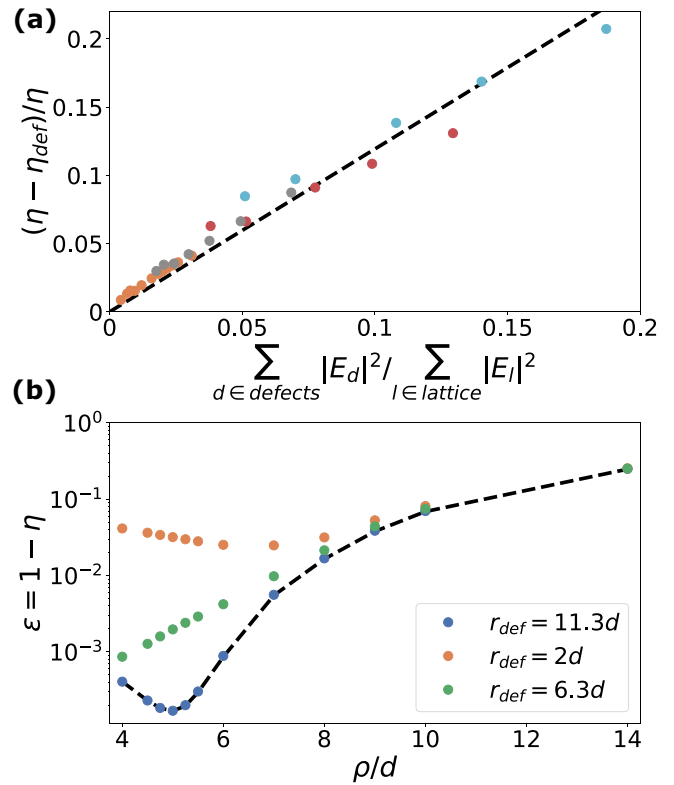 (a)
(η − η_def)/η
0.2
0.15
0.1
0.05
0
0 0.05 0.1 0.15 0.2
∑ |E_d|²/ ∑ |E_l|²
d ∈ defects l ∈ lattice
(b)
ε = 1 − η
10⁰
10⁻¹
10⁻²
10⁻³
r_def = 11.3d
r_def = 2d
r_def = 6.3d
4 6 8 10 12 14
ρ/d